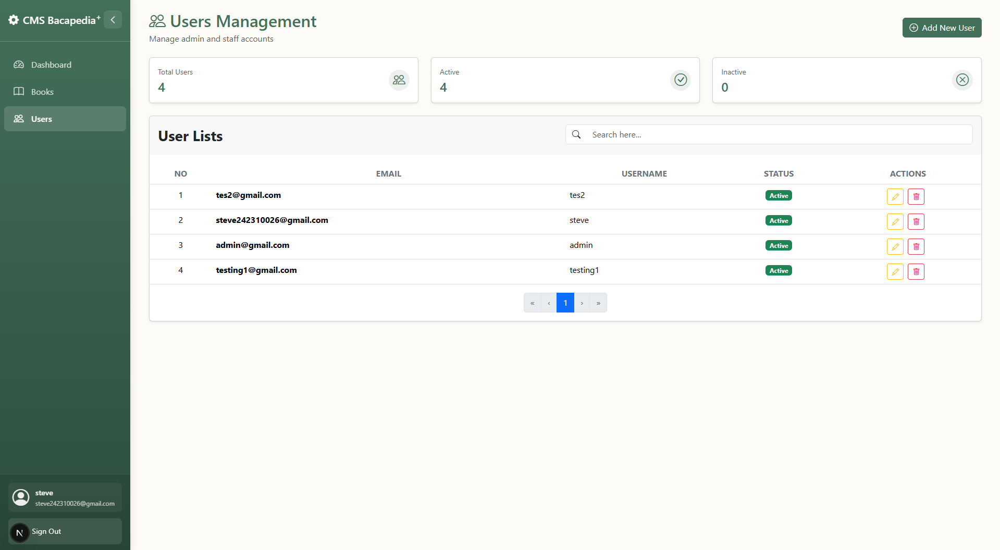 CMS Bacapedia+
Dashboard
Books
Users
steve
steve242310026@gmail.com
N
Sign Out
Users Management
Manage admin and staff accounts
Add New User
Total Users
4
Active
4
Inactive
0
User Lists
Search here...
NO EMAIL USERNAME STATUS ACTIONS
1 tes2@gmail.com tes2 Active
2 steve242310026@gmail.com steve Active
3 admin@gmail.com admin Active
4 testing1@gmail.com testing1 Active
« ‹ 1 › »